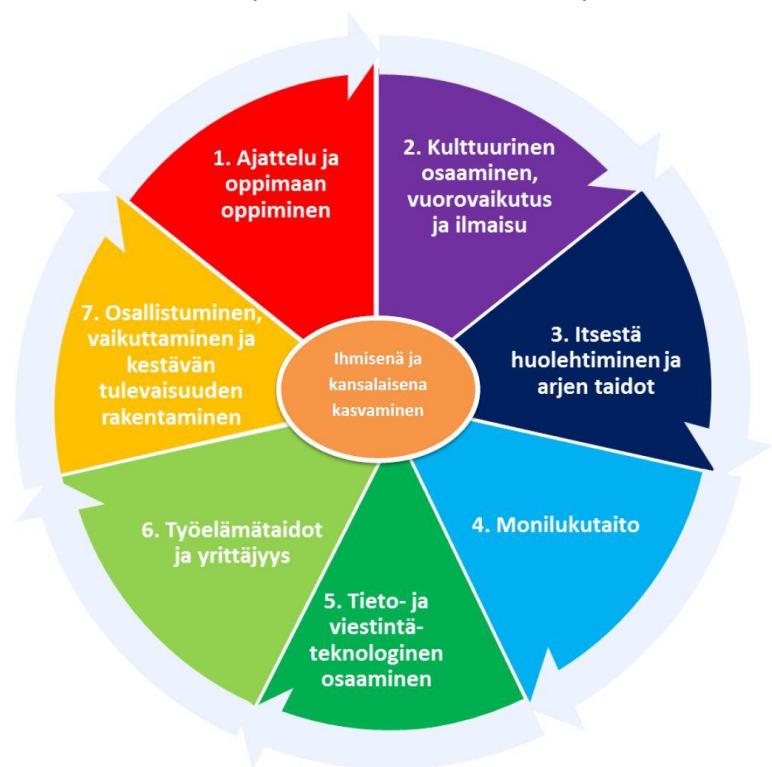 1. Ajattelu ja
oppimaan
oppiminen
2. Kulttuurinen
osaaminen,
vuorovaikutus
ja ilmaisu
3. Itsestä
huolehtiminen ja
arjen taidot
4. Monilukutaito
5. Tieto- ja
viestintä-
teknologinen
osaaminen
6. Työelämätaidot
ja yrittäjyys
7. Osallistuminen,
vaikuttaminen ja
kestävän
tulevaisuuden
rakentaminen
Ihmisenä ja
kansalaisena
kasvaminen